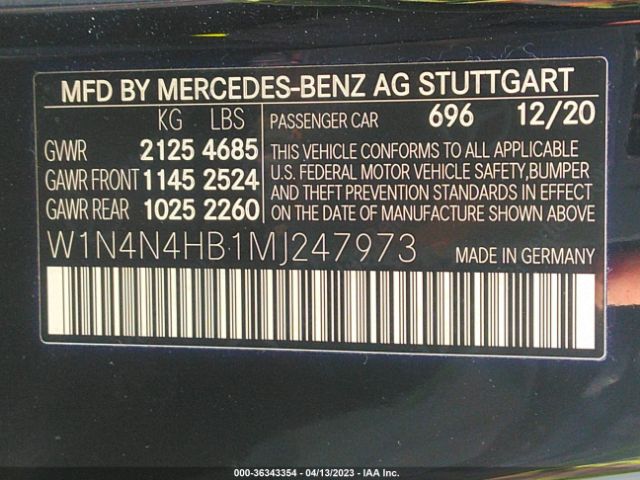 MFD BY MERCEDES-BENZ AG STUTTGART
KG LBS
PASSENGER CAR 696 12/20
GVWR 2125 4685
GAWR FRONT 1145 2524
GAWR REAR 1025 2260
THIS VEHICLE CONFORMS TO ALL APPLICABLE
U.S. FEDERAL MOTOR VEHICLE SAFETY,BUMPER
AND THEFT PREVENTION STANDARDS IN EFFECT
ON THE DATE OF MANUFACTURE SHOWN ABOVE
W1N4N4HB1MJ247973 MADE IN GERMANY
000-36343354 - 04/13/2023 - IAA Inc.